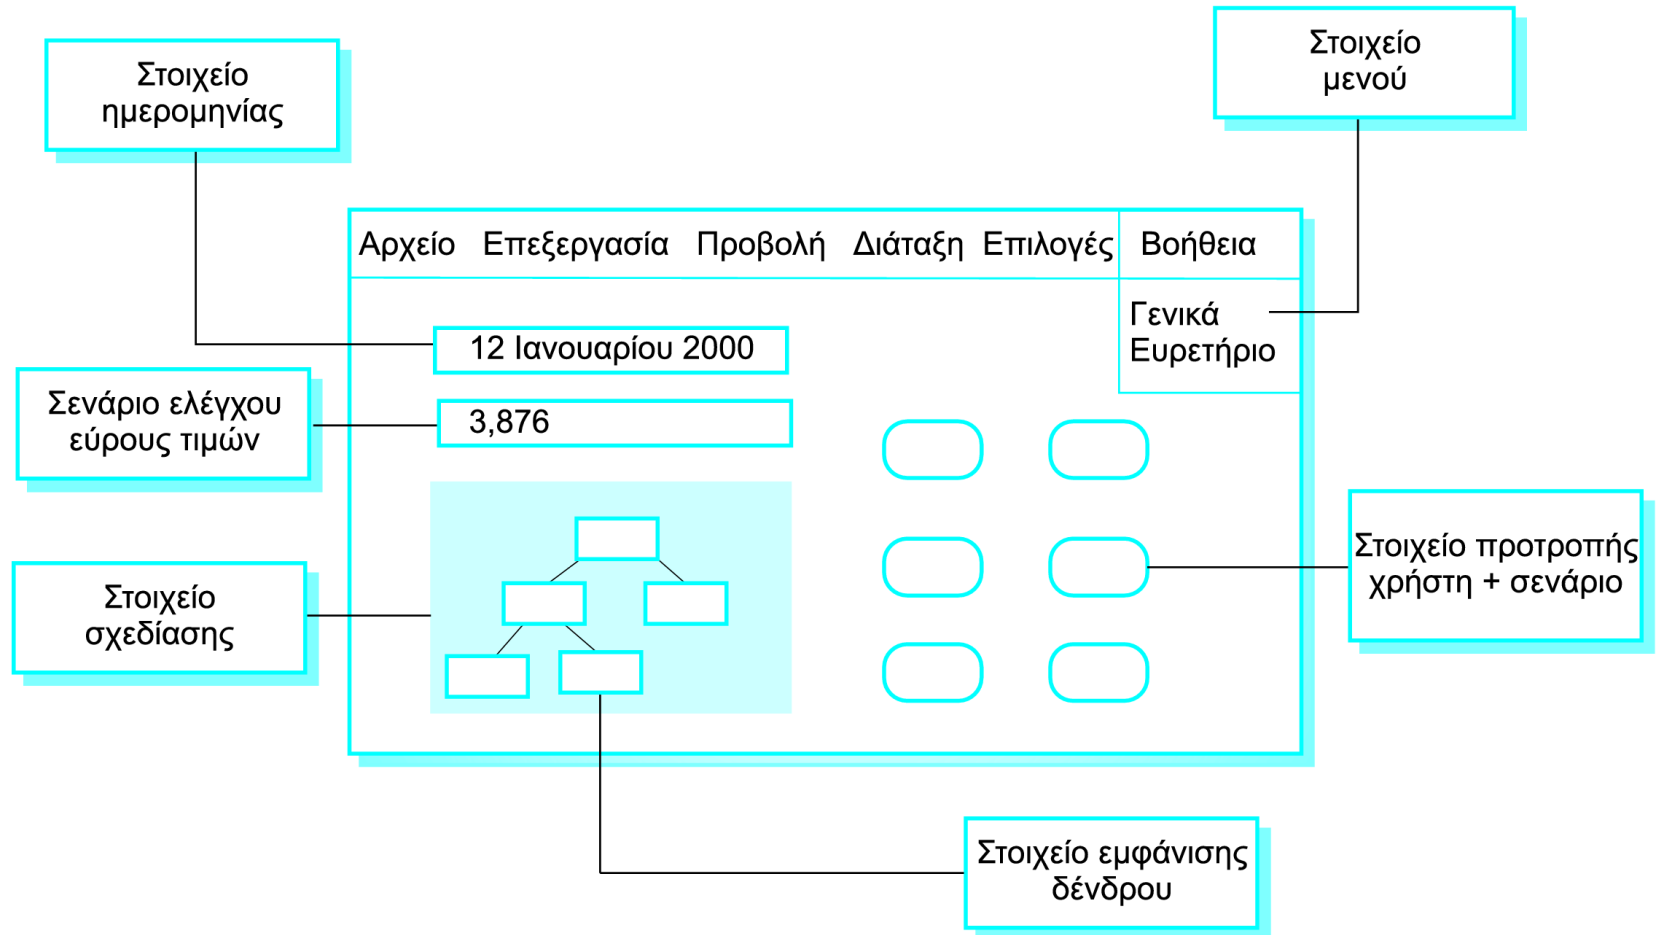 Στοιχείο
ημερομηνίας
Στοιχείο
μενού
Αρχείο Επεξεργασία Προβολή Διάταξη Επιλογές Βοήθεια
Γενικά
Ευρετήριο
12 Ιανουαρίου 2000
Σενάριο ελέγχου
εύρους τιμών
3,876
Στοιχείο προτροπής
χρήστη + σενάριο
Στοιχείο
σχεδίασης
Στοιχείο εμφάνισης
δένδρου